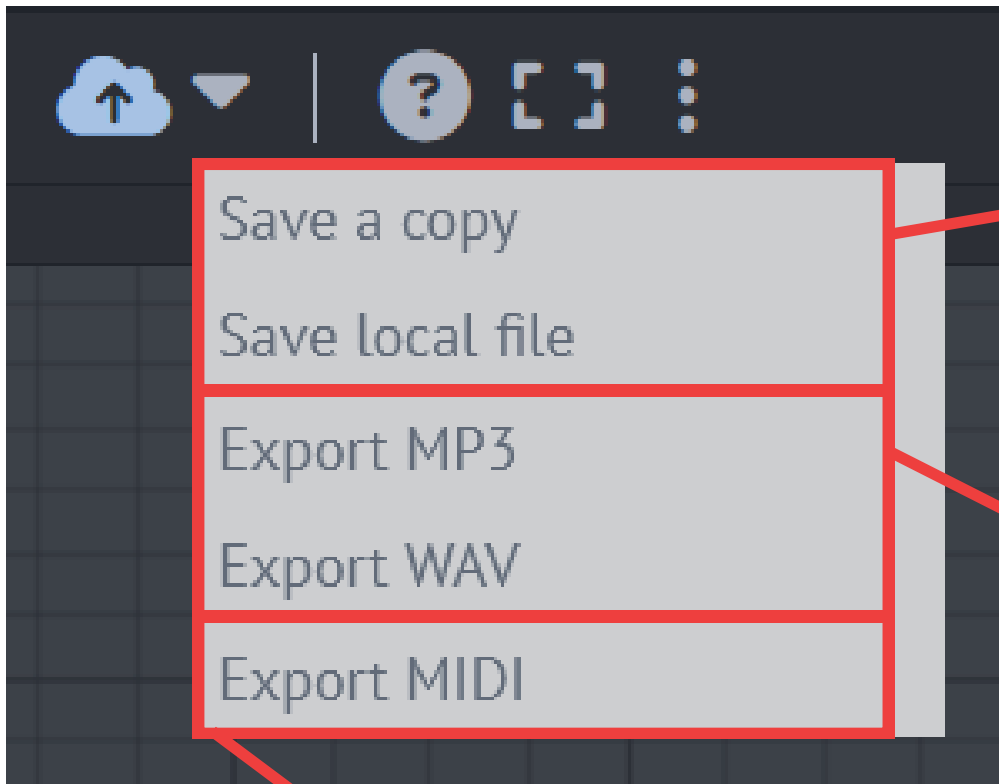 ?
Save a copy
Save local file
Export MP3
Export WAV
Export MIDI